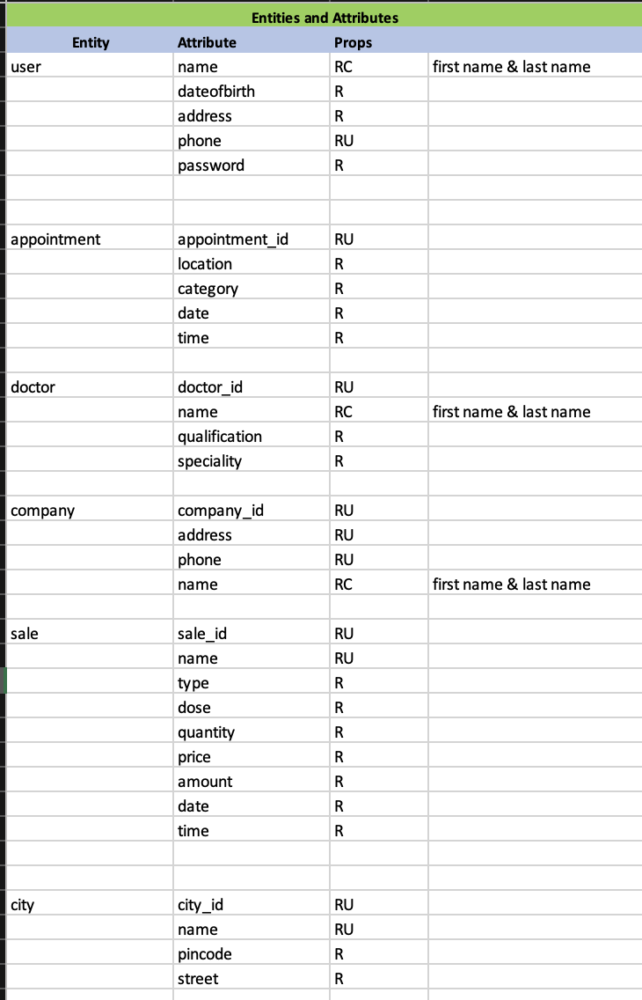 Entities and Attributes
Entity Attribute Props
user name RC first name & last name
dateofbirth R
address R
phone RU
password R
appointment appointment_id RU
location R
category R
date R
time R
doctor doctor_id RU
name RC first name & last name
qualification R
speciality R
company company_id RU
address RU
phone RU
name RC first name & last name
sale sale_id RU
name RU
type R
dose R
quantity R
price R
amount R
date R
time R
city city_id RU
name RU
pincode R
street R